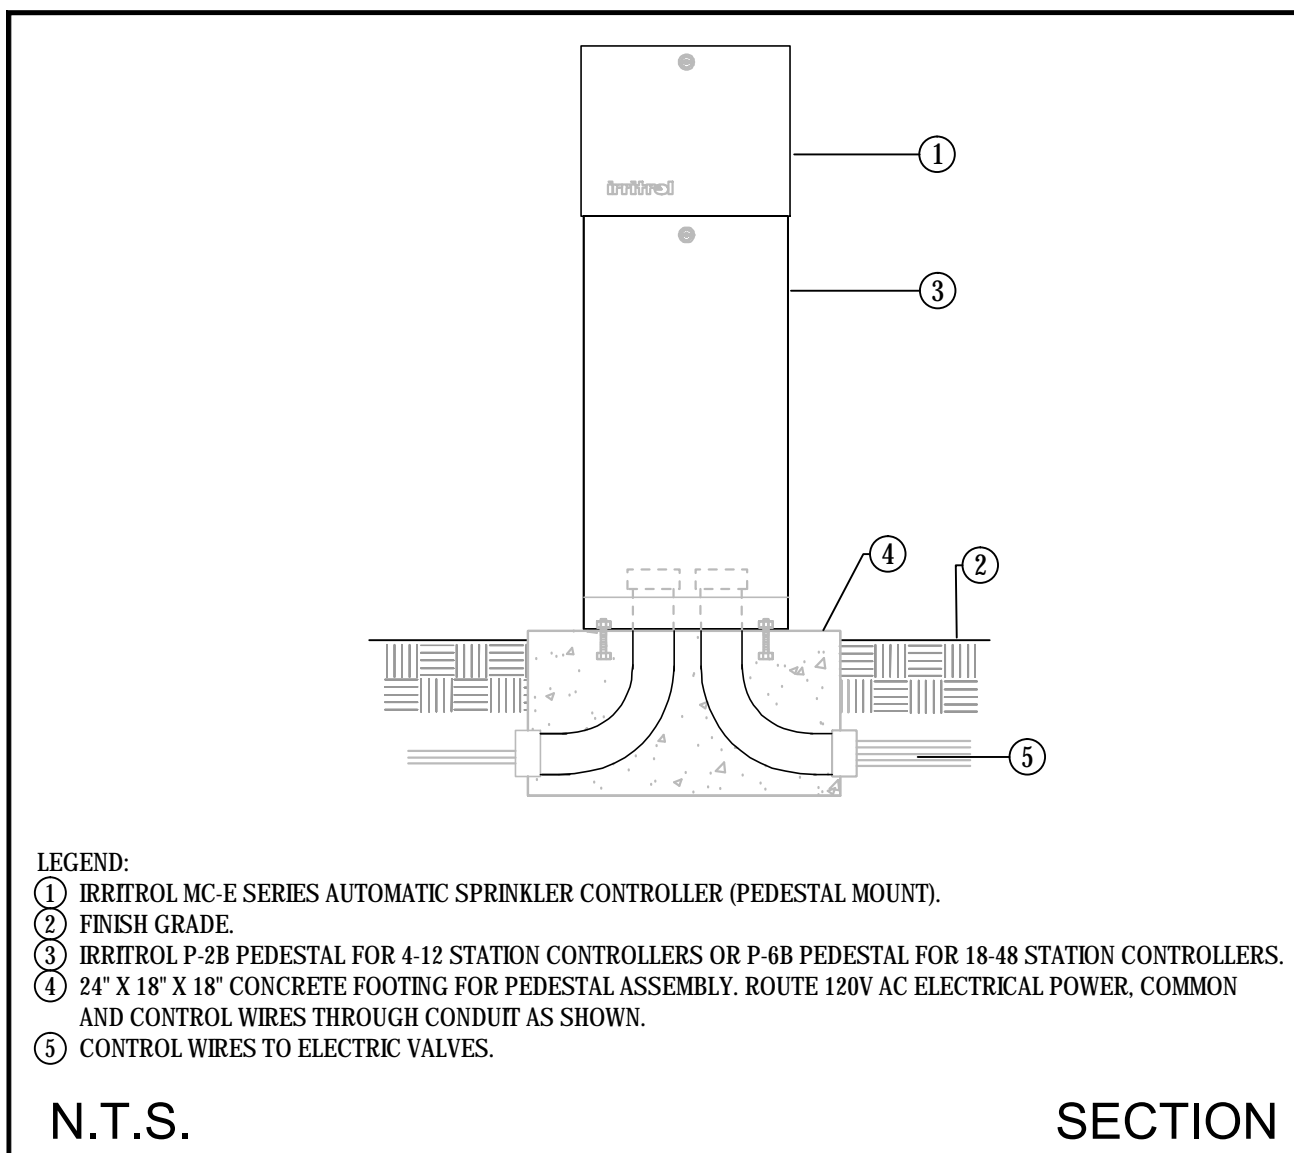 1
irritrol
3
4
2
5
LEGEND:
1 IRRITROL MC-E SERIES AUTOMATIC SPRINKLER CONTROLLER (PEDESTAL MOUNT).
2 FINISH GRADE.
3 IRRITROL P-2B PEDESTAL FOR 4-12 STATION CONTROLLERS OR P-6B PEDESTAL FOR 18-48 STATION CONTROLLERS.
4 24" X 18" X 18" CONCRETE FOOTING FOR PEDESTAL ASSEMBLY. ROUTE 120V AC ELECTRICAL POWER, COMMON
AND CONTROL WIRES THROUGH CONDUIT AS SHOWN.
5 CONTROL WIRES TO ELECTRIC VALVES.
N.T.S.
SECTION